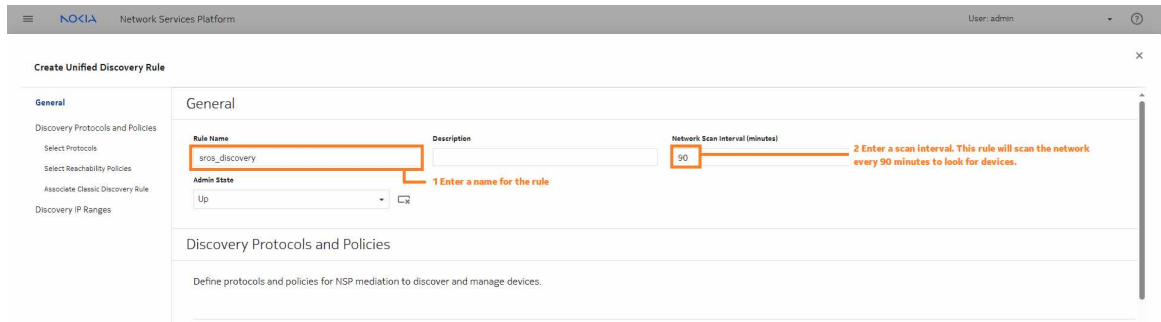 NOKIA Network Services Platform User: admin
Create Unified Discovery Rule
General
Discovery Protocols and Policies
Select Protocols
Select Reachability Policies
Associate Classic Discovery Rule
Discovery IP Ranges
General
Rule Name Description Network Scan Interval (minutes)
sros_discovery 90
2 Enter a scan interval. This rule will scan the network
every 90 minutes to look for devices.
1 Enter a name for the rule
Admin State
Up
Discovery Protocols and Policies
Define protocols and policies for NSP mediation to discover and manage devices.